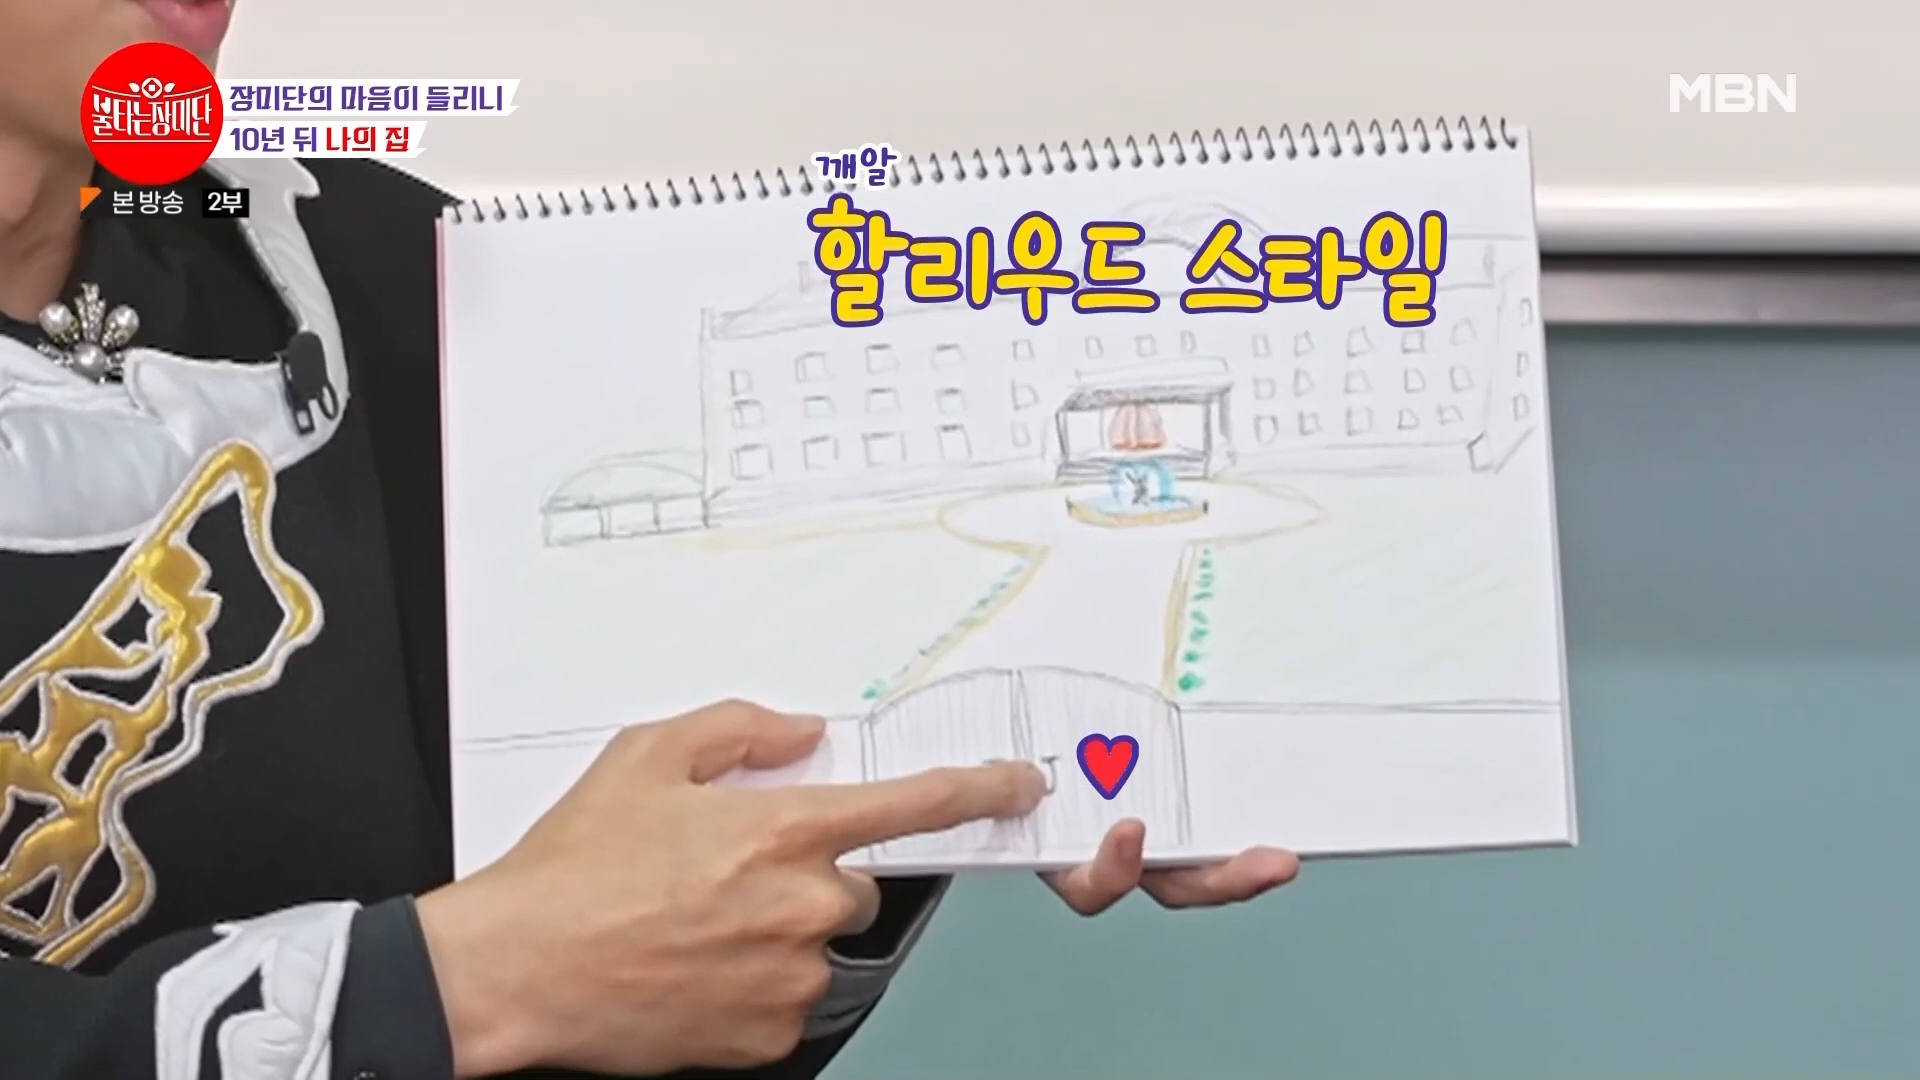 불타는장미단
장미단의 마음이 들리니
10년 뒤 나의 집
본 방송 2부
MBN
깨알
할리우드 스타일